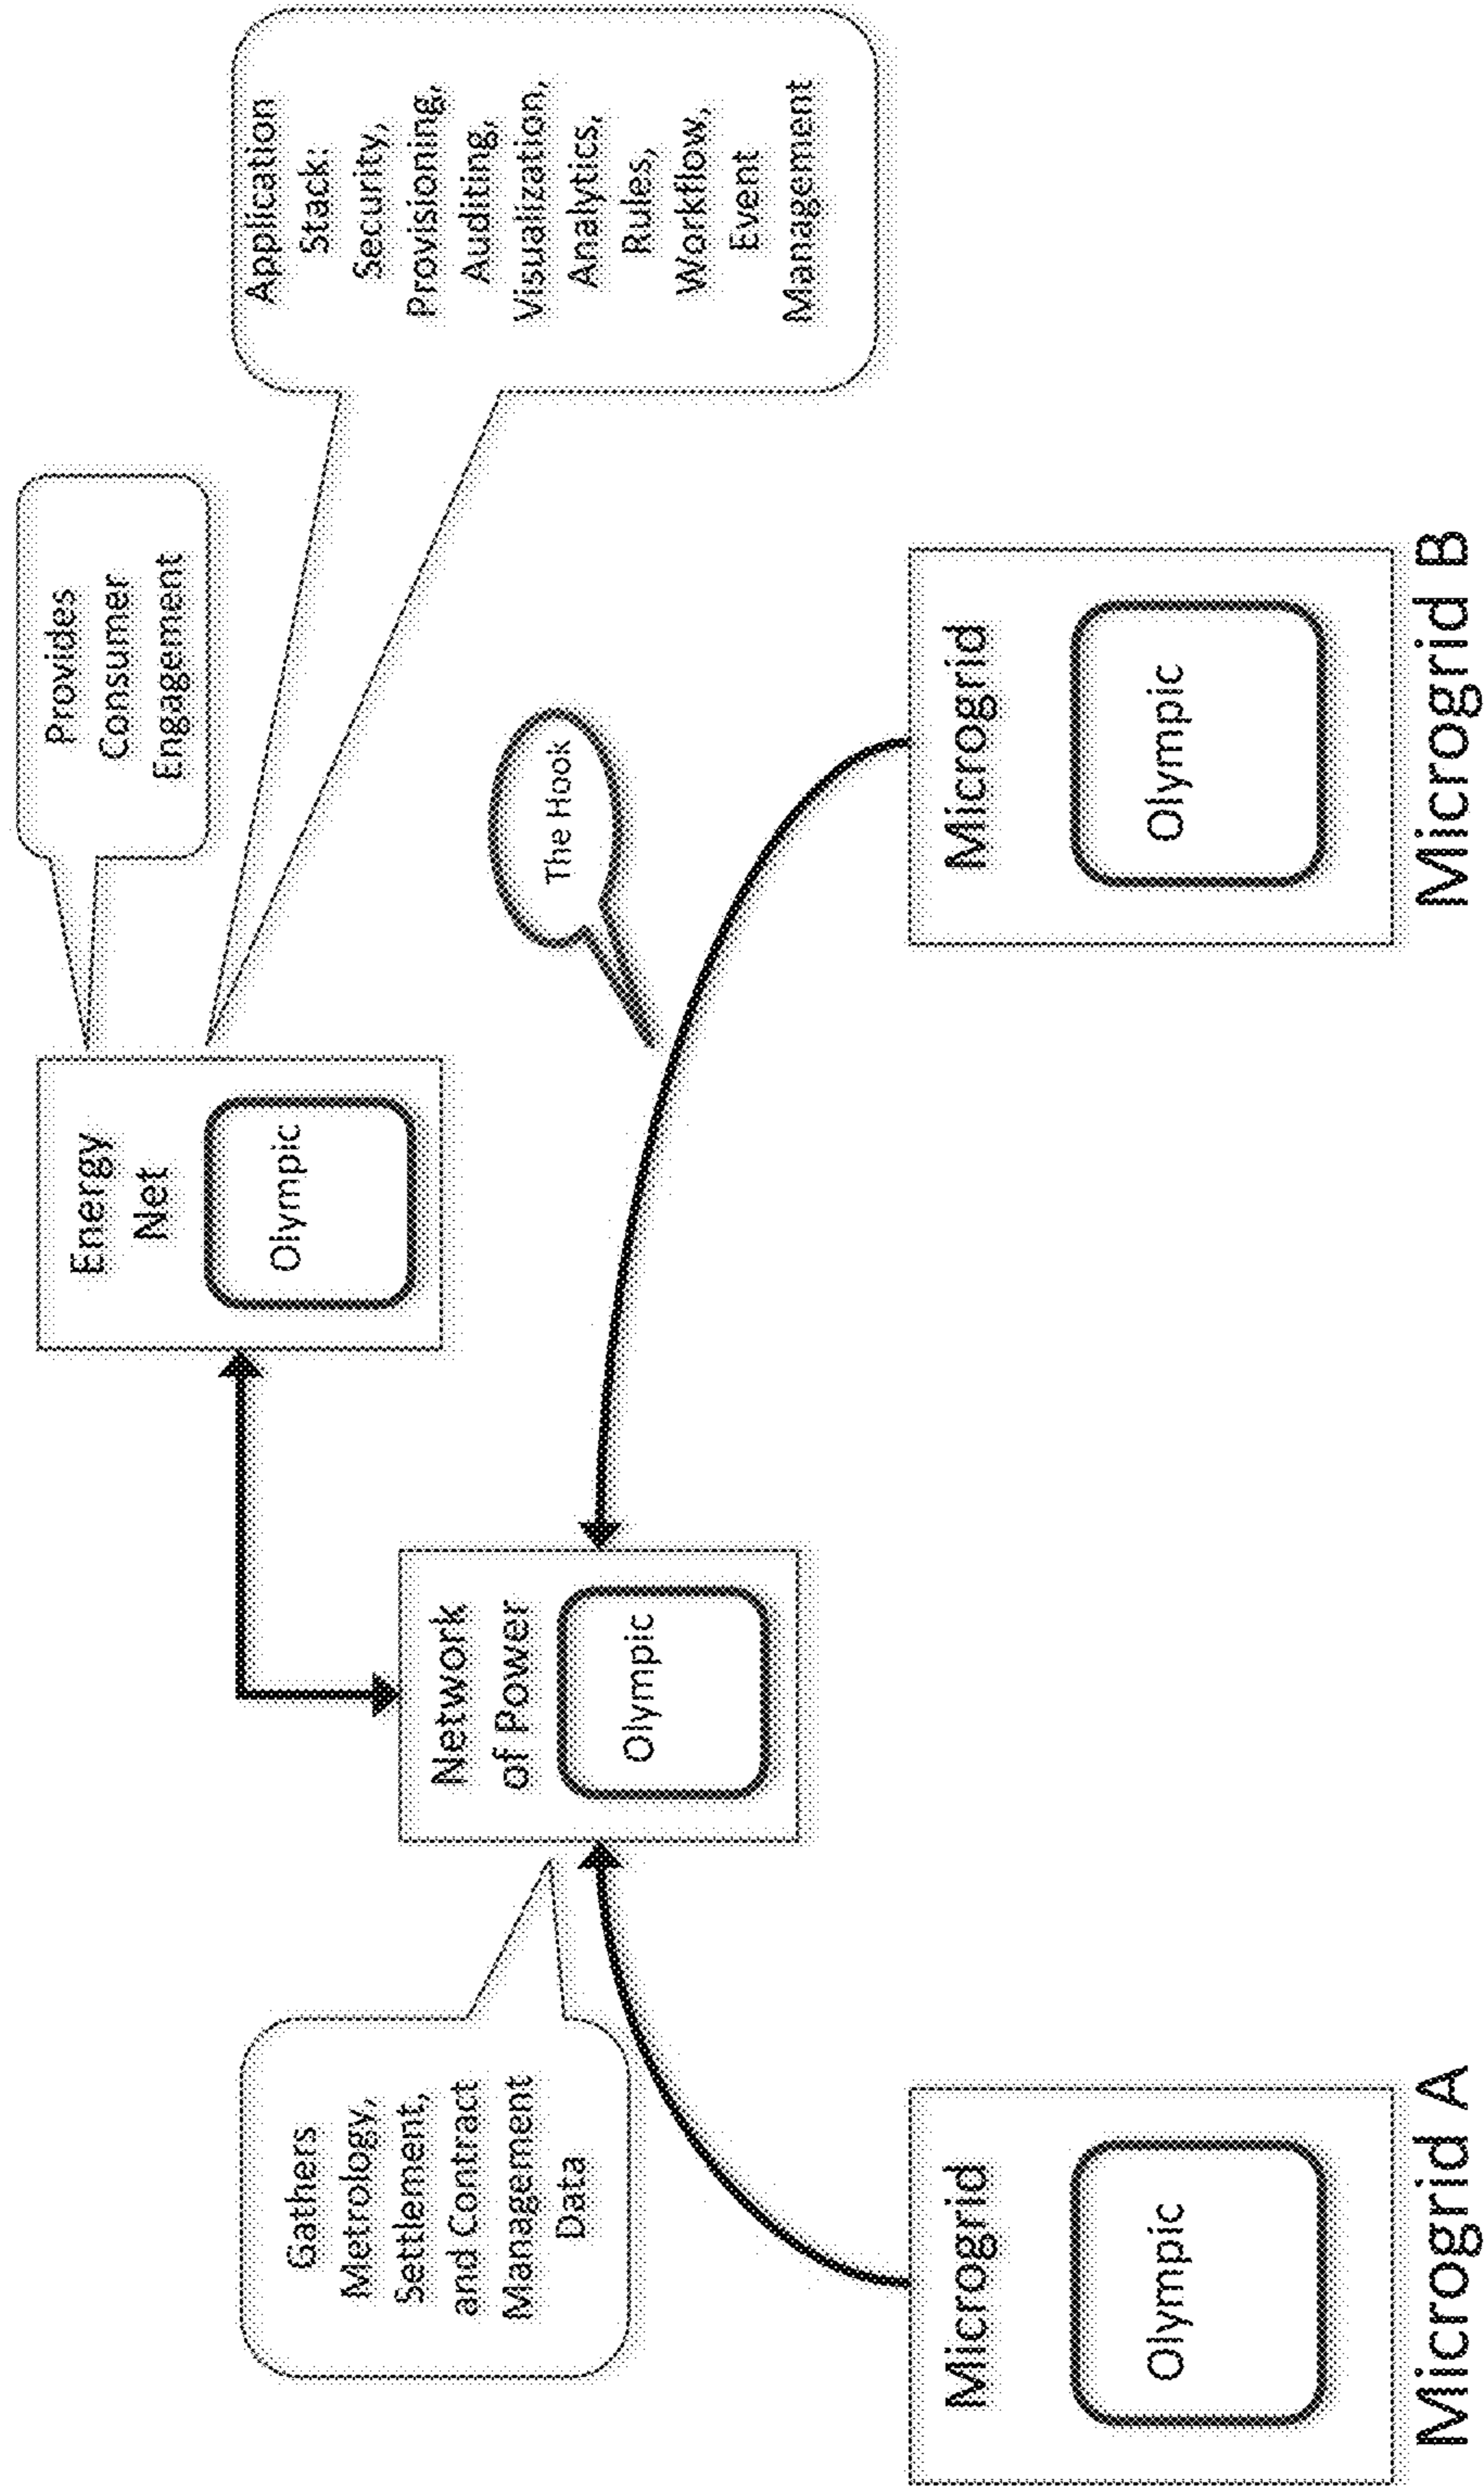 Provides
Consumer
Engagement
Energy
Net
Olympic
Application
Stack:
Security,
Provisioning,
Auditing,
Visualization,
Analytics,
Rules,
Workflow,
Event
Management
Gathers
Metrology,
Settlement,
and Contract
Management
Data
Network
of Power
Olympic
The Hook
Microgrid
Olympic
Microgrid A
Microgrid
Olympic
Microgrid B